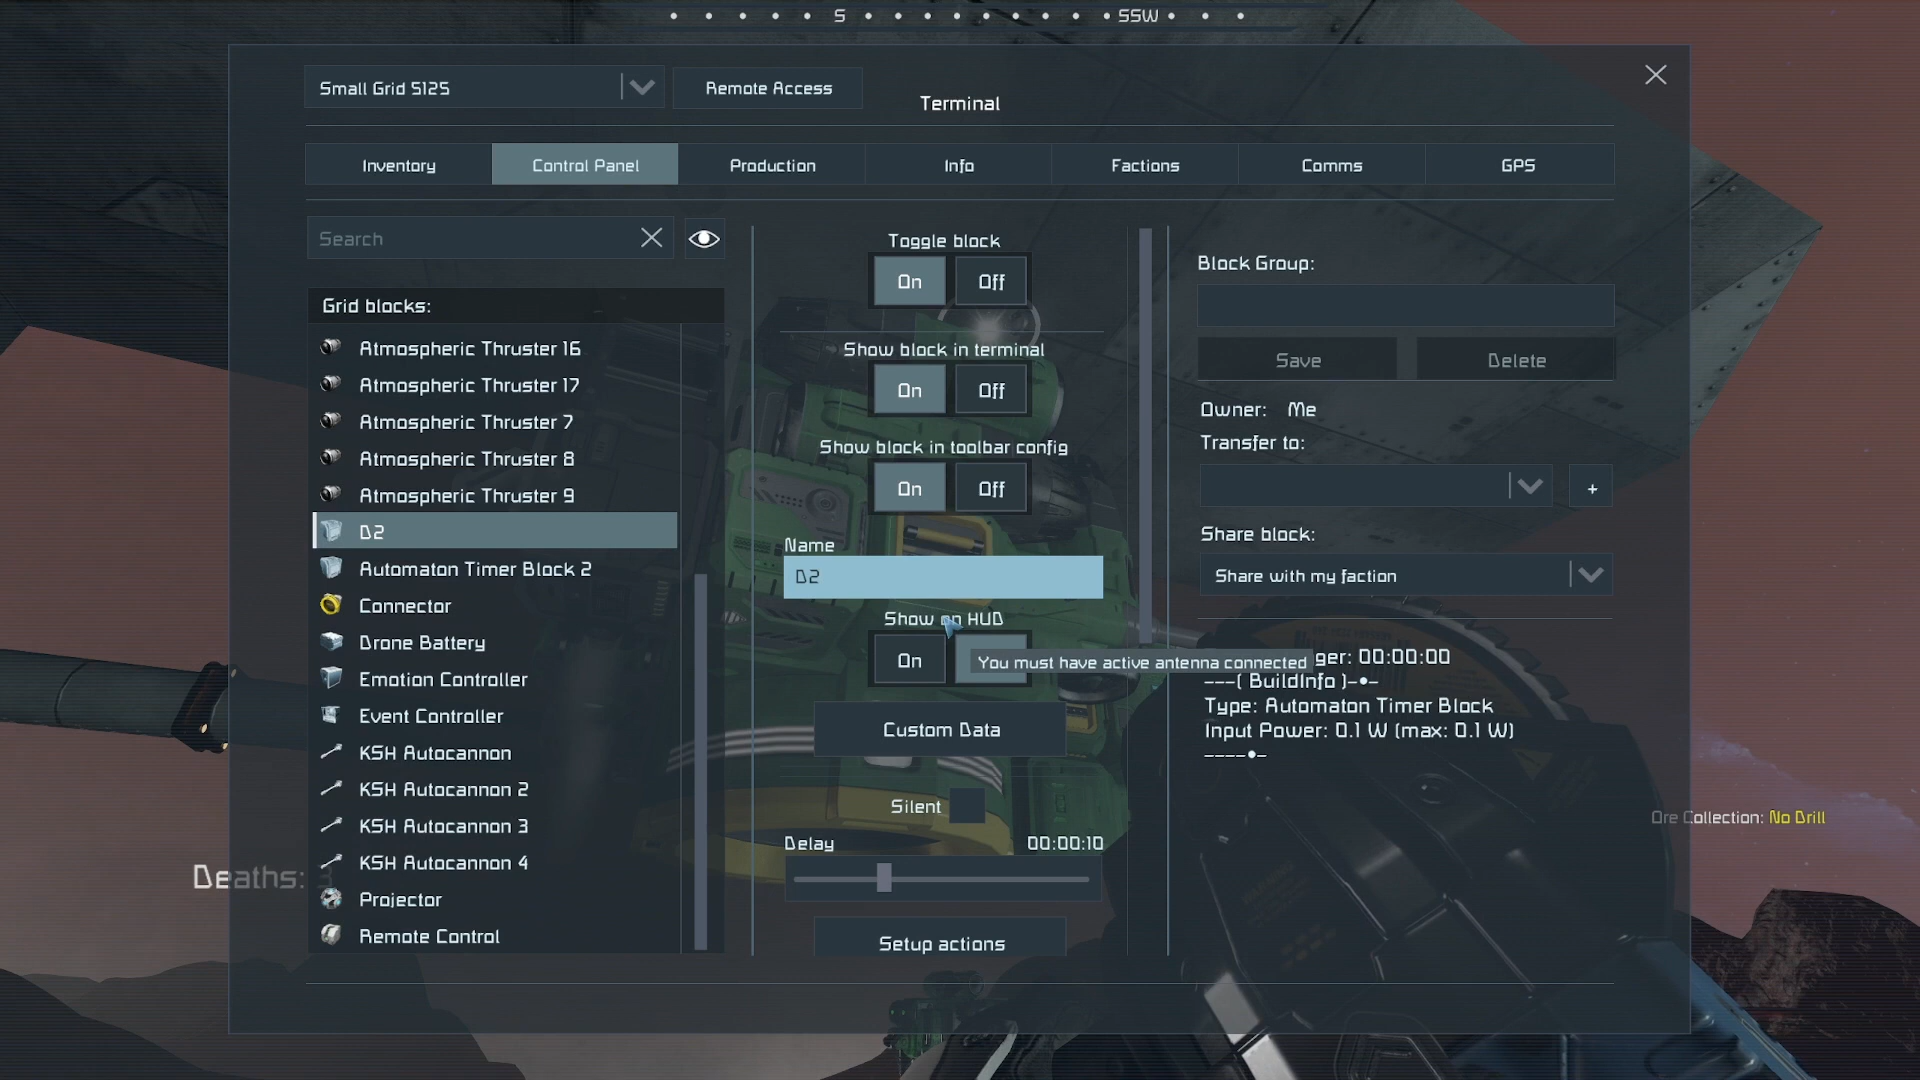 S
SSW
Small Grid 5125
Remote Access
Terminal
Inventory
Control Panel
Production
Info
Factions
Comms
GPS
Search
Grid blocks:
Atmospheric Thruster 16
Atmospheric Thruster 17
Atmospheric Thruster 7
Atmospheric Thruster 8
Atmospheric Thruster 9
D2
Automaton Timer Block 2
Connector
Drone Battery
Emotion Controller
Event Controller
KSH Autocannon
KSH Autocannon 2
KSH Autocannon 3
KSH Autocannon 4
Projector
Remote Control
Toggle block
On Off
Show block in terminal
On Off
Show block in toolbar config
On Off
Name
D2
Show on HUD
On
You must have active antenna connected
Custom Data
Silent
Delay 00:00:10
Setup actions
Block Group:
Save Delete
Owner: Me
Transfer to:
+
Share block:
Share with my faction
ger: 00:00:00
---( BuildInfo )-•-
Type: Automaton Timer Block
Input Power: 0.1 W (max: 0.1 W)
----•-
Ore Collection: No Drill
Deaths: 3